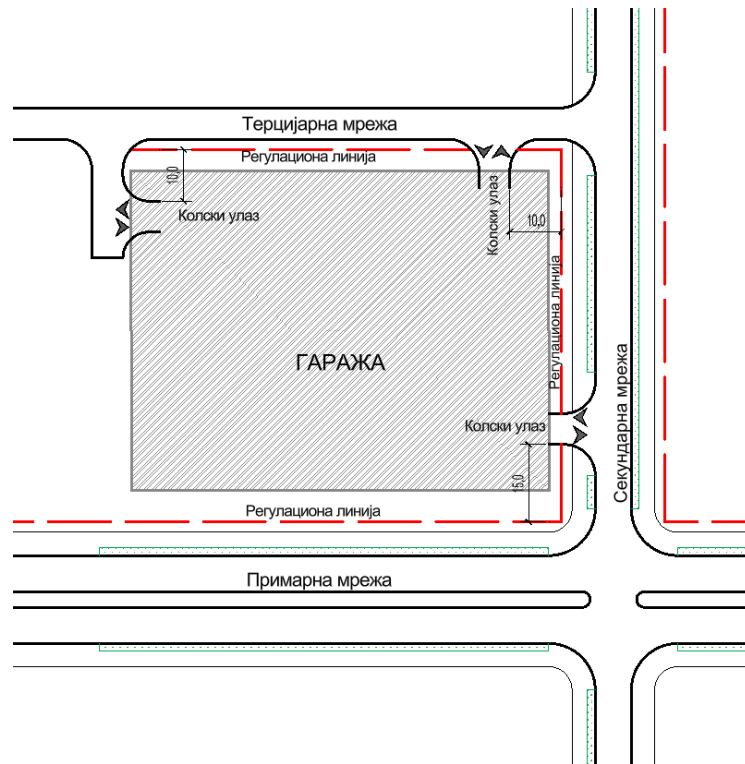 Терцијарна мрежа
Регулациона линија
10,0
Колски улаз
Колски улаз
10,0
Регулациона линија
ГАРАЖА
Секундарна мрежа
Колски улаз
15,0
Регулациона линија
Примарна мрежа